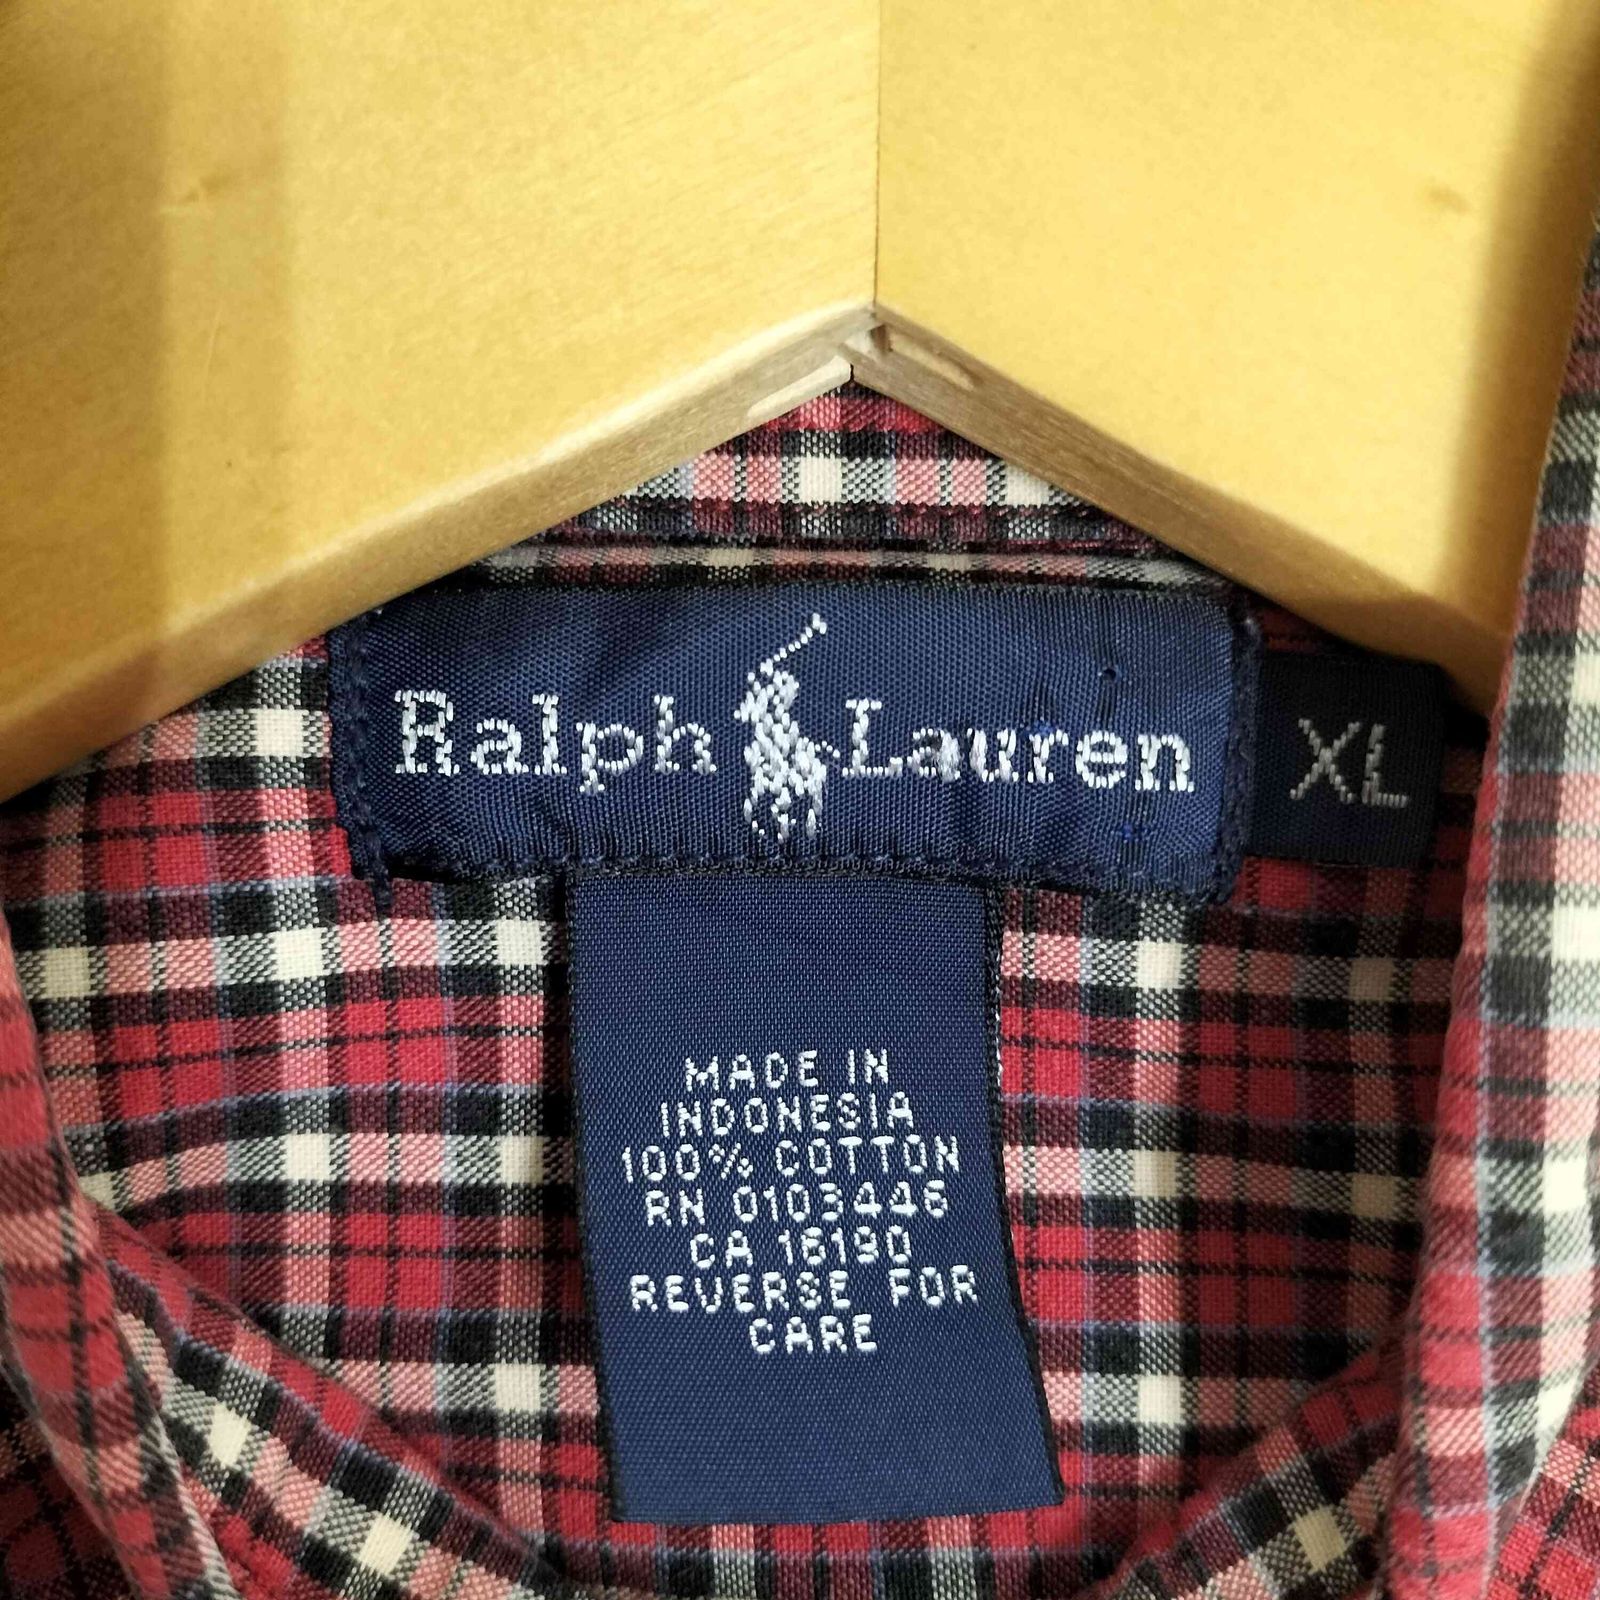 Ralph Lauren
XL
MADE IN
INDONESIA
100% COTTON
RN 0103446
CA 16190
REVERSE FOR
CARE